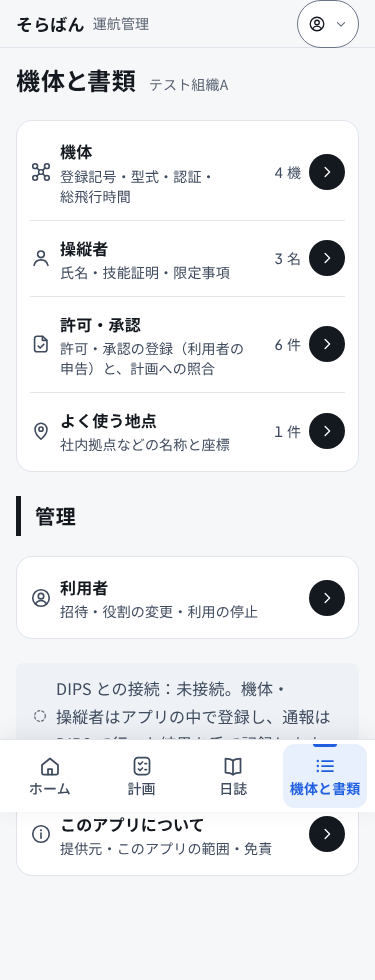 そらばん 運航管理
機体と書類 テスト組織A
機体
登録記号・型式・認証・
総飛行時間
4 機
操縦者
氏名・技能証明・限定事項
3 名
許可・承認
許可・承認の登録（利用者の
申告）と、計画への照合
6 件
よく使う地点
社内拠点などの名称と座標
1 件
管理
利用者
招待・役割の変更・利用の停止
DIPS との接続：未接続。機体・
操縦者はアプリの中で登録し、通報は
ホーム 計画 日誌 機体と書類
このアプリについて
提供元・このアプリの範囲・免責